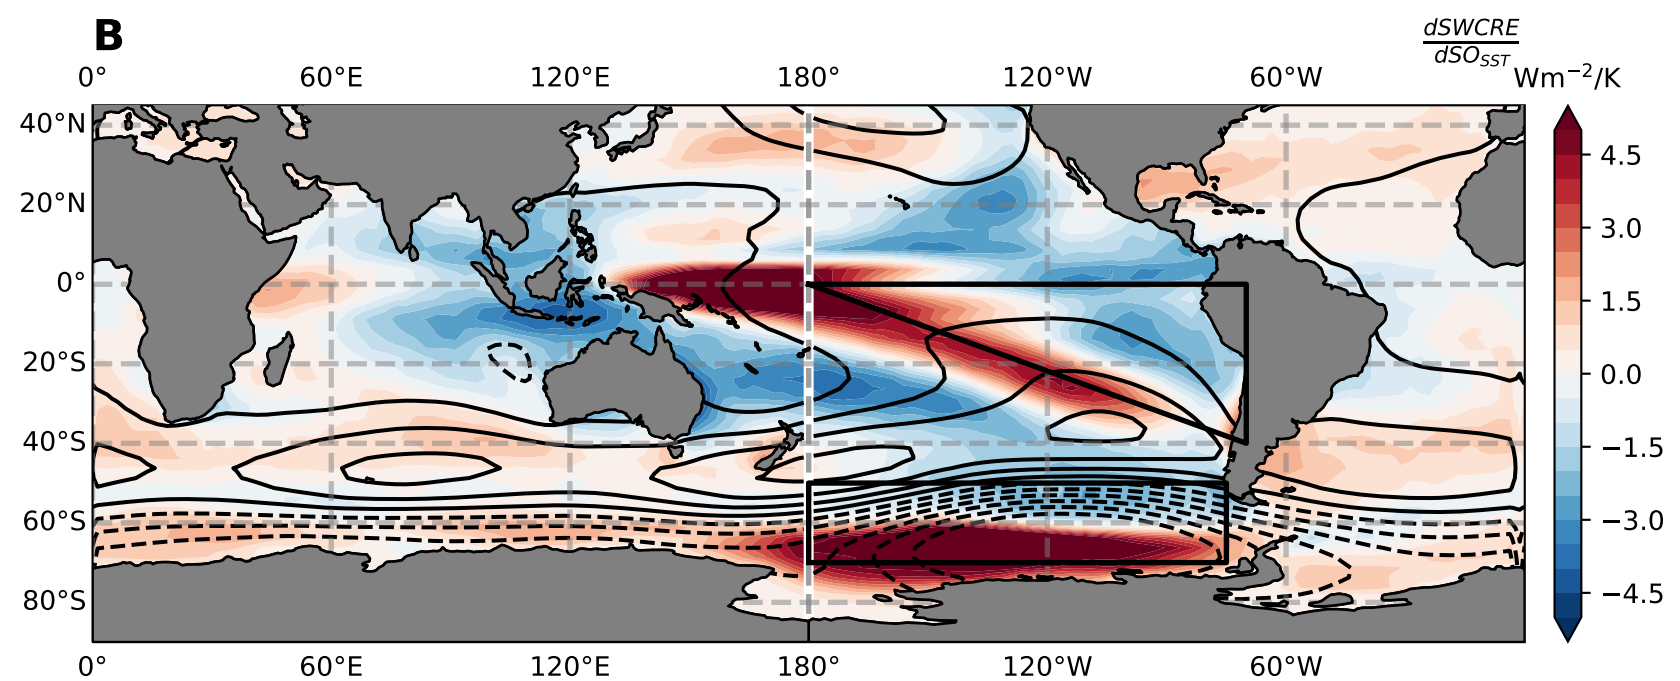 B
dSWCRE
dSO_SST
Wm⁻²/K
0° 60°E 120°E 180° 120°W 60°W
40°N
20°N
0°
20°S
40°S
60°S
80°S
0° 60°E 120°E 180° 120°W 60°W
4.5
3.0
1.5
0.0
−1.5
−3.0
−4.5